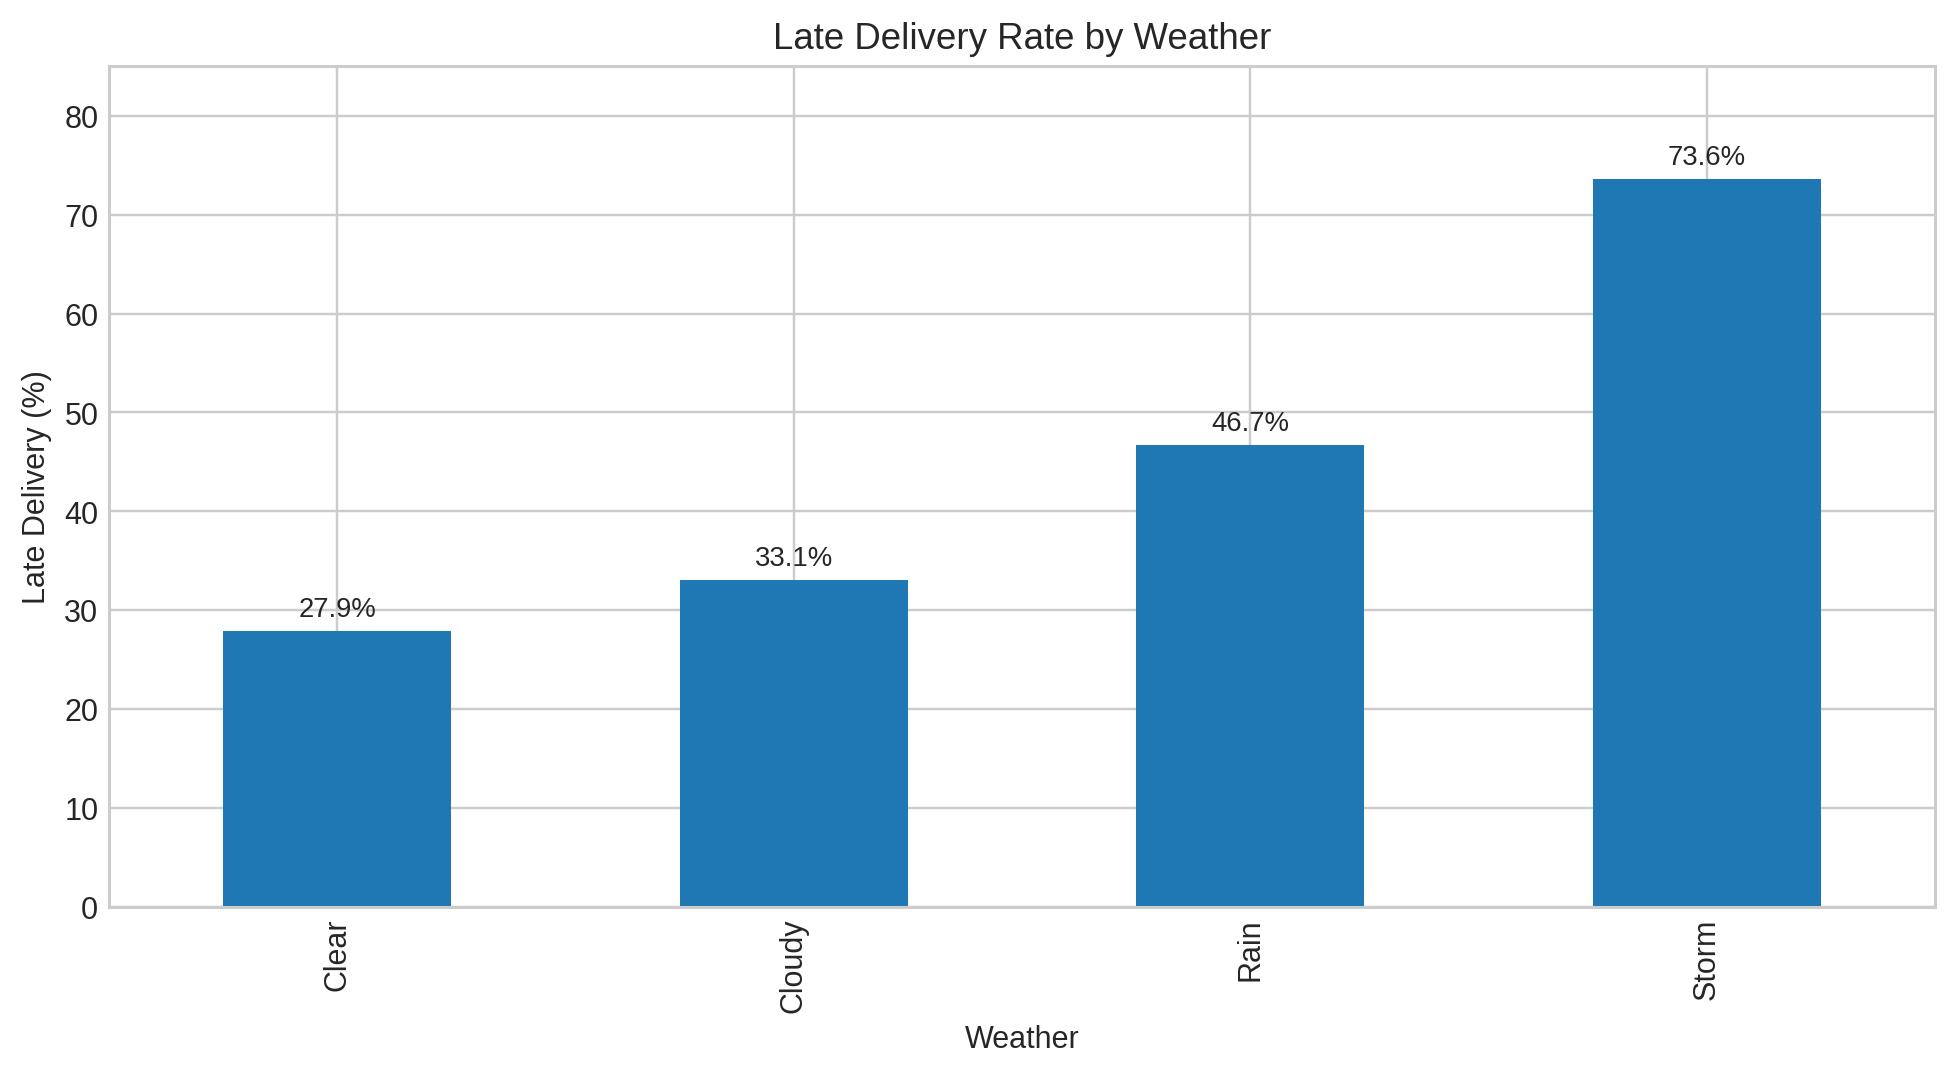 Late Delivery Rate by Weather
Late Delivery (%)
80
70
60
50
40
30
20
10
0
27.9%
33.1%
46.7%
73.6%
Clear
Cloudy
Rain
Storm
Weather